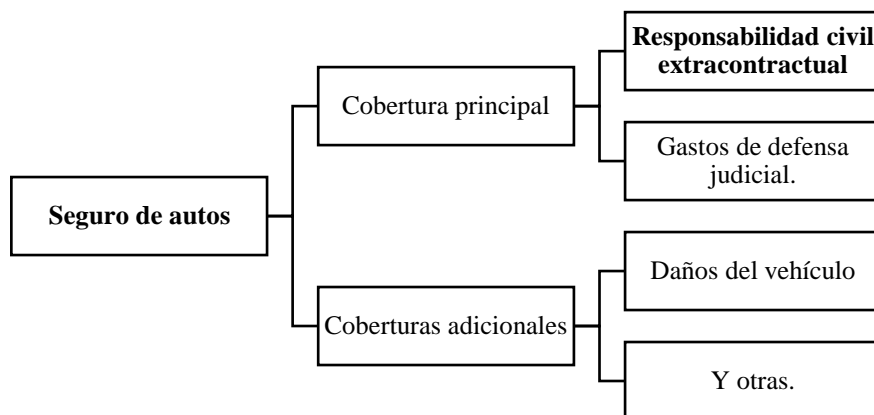 Seguro de autos
Cobertura principal
Responsabilidad civil
extracontractual
Gastos de defensa
judicial.
Coberturas adicionales
Daños del vehículo
Y otras.